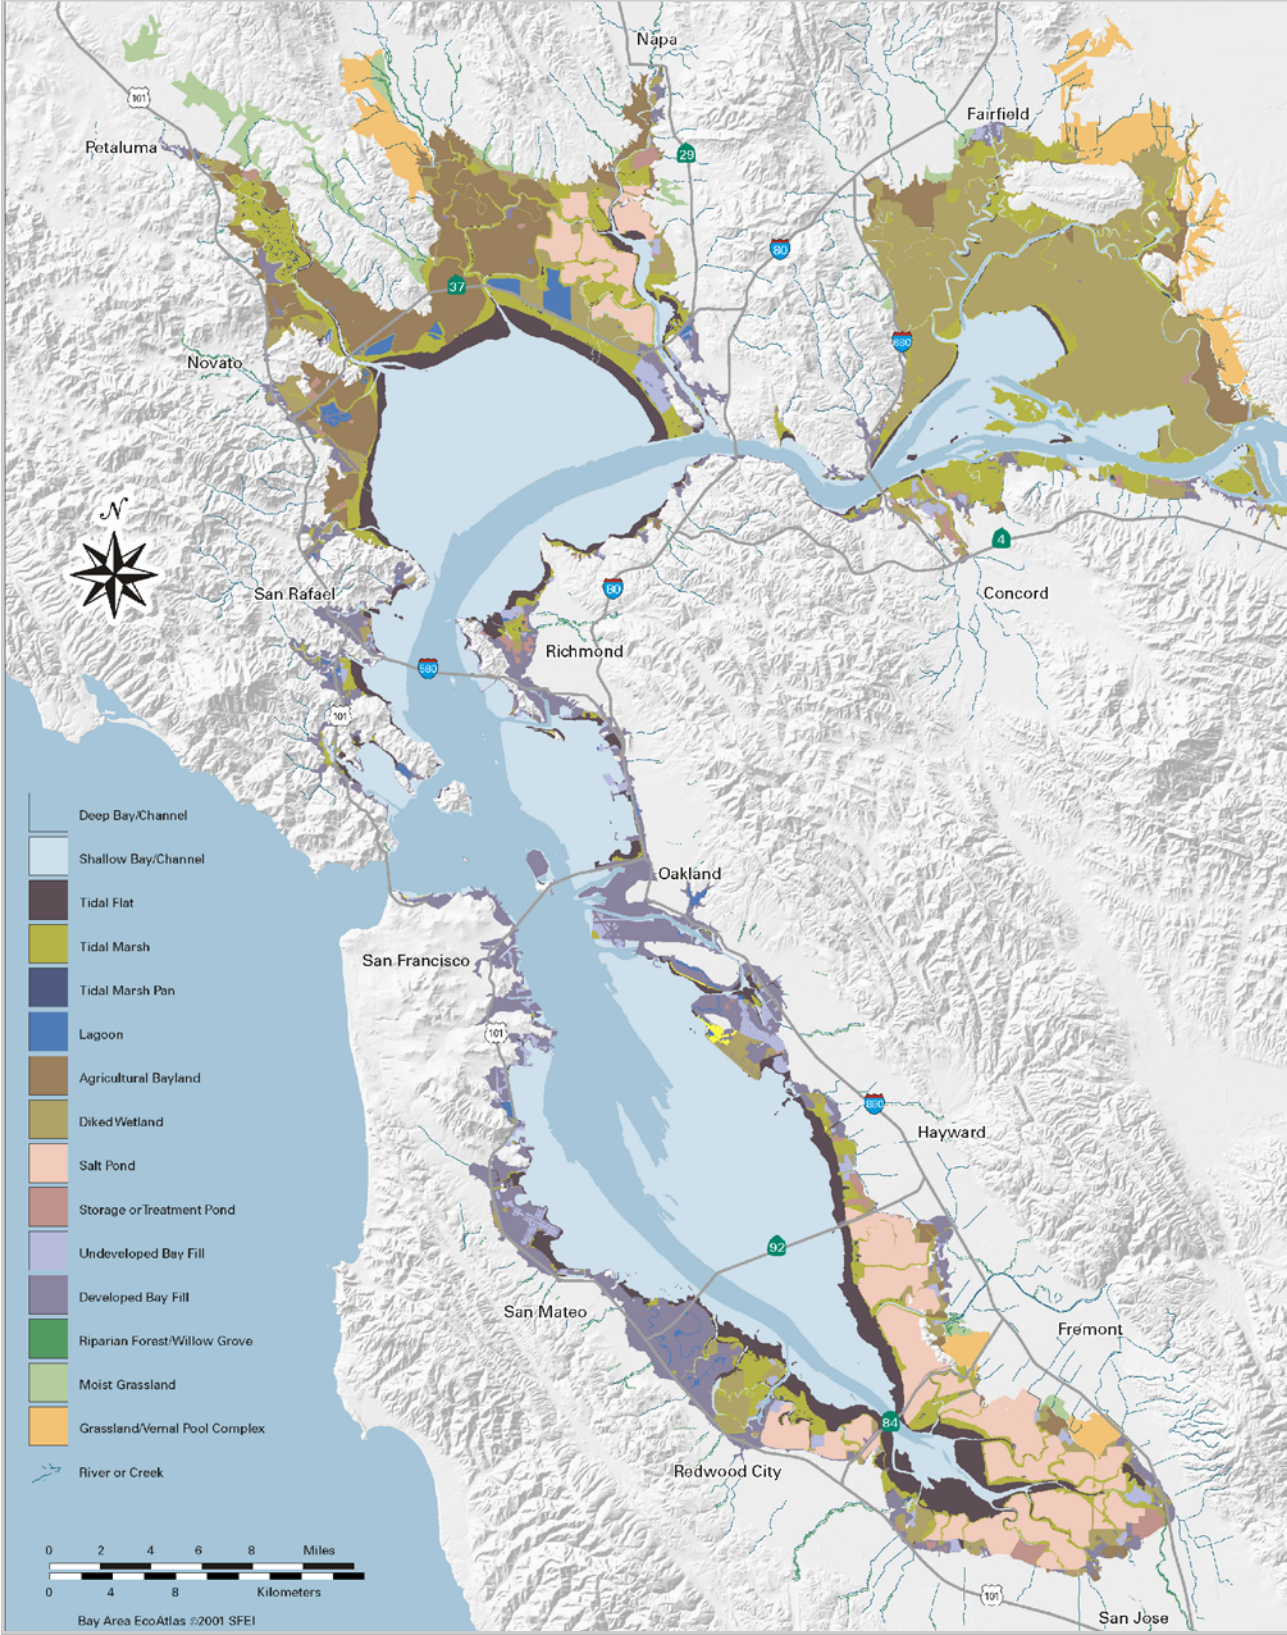 Napa
101
Fairfield
Petaluma
29
80
37
680
Novato
N
4
80
San Rafael
Concord
Richmond
580
101
Deep Bay/Channel
Shallow Bay/Channel
Oakland
Tidal Flat
Tidal Marsh
San Francisco
Tidal Marsh Pan
Lagoon
101
Agricultural Bayland
880
Diked Wetland
Hayward
Salt Pond
Storage or Treatment Pond
Undeveloped Bay Fill
92
Developed Bay Fill
San Mateo
Riparian Forest/Willow Grove
Fremont
Moist Grassland
Grassland/Vernal Pool Complex
84
River or Creek
Redwood City
0 2 4 6 8 Miles
0 4 8 Kilometers
101
Bay Area EcoAtlas ©2001 SFEI
San Jose